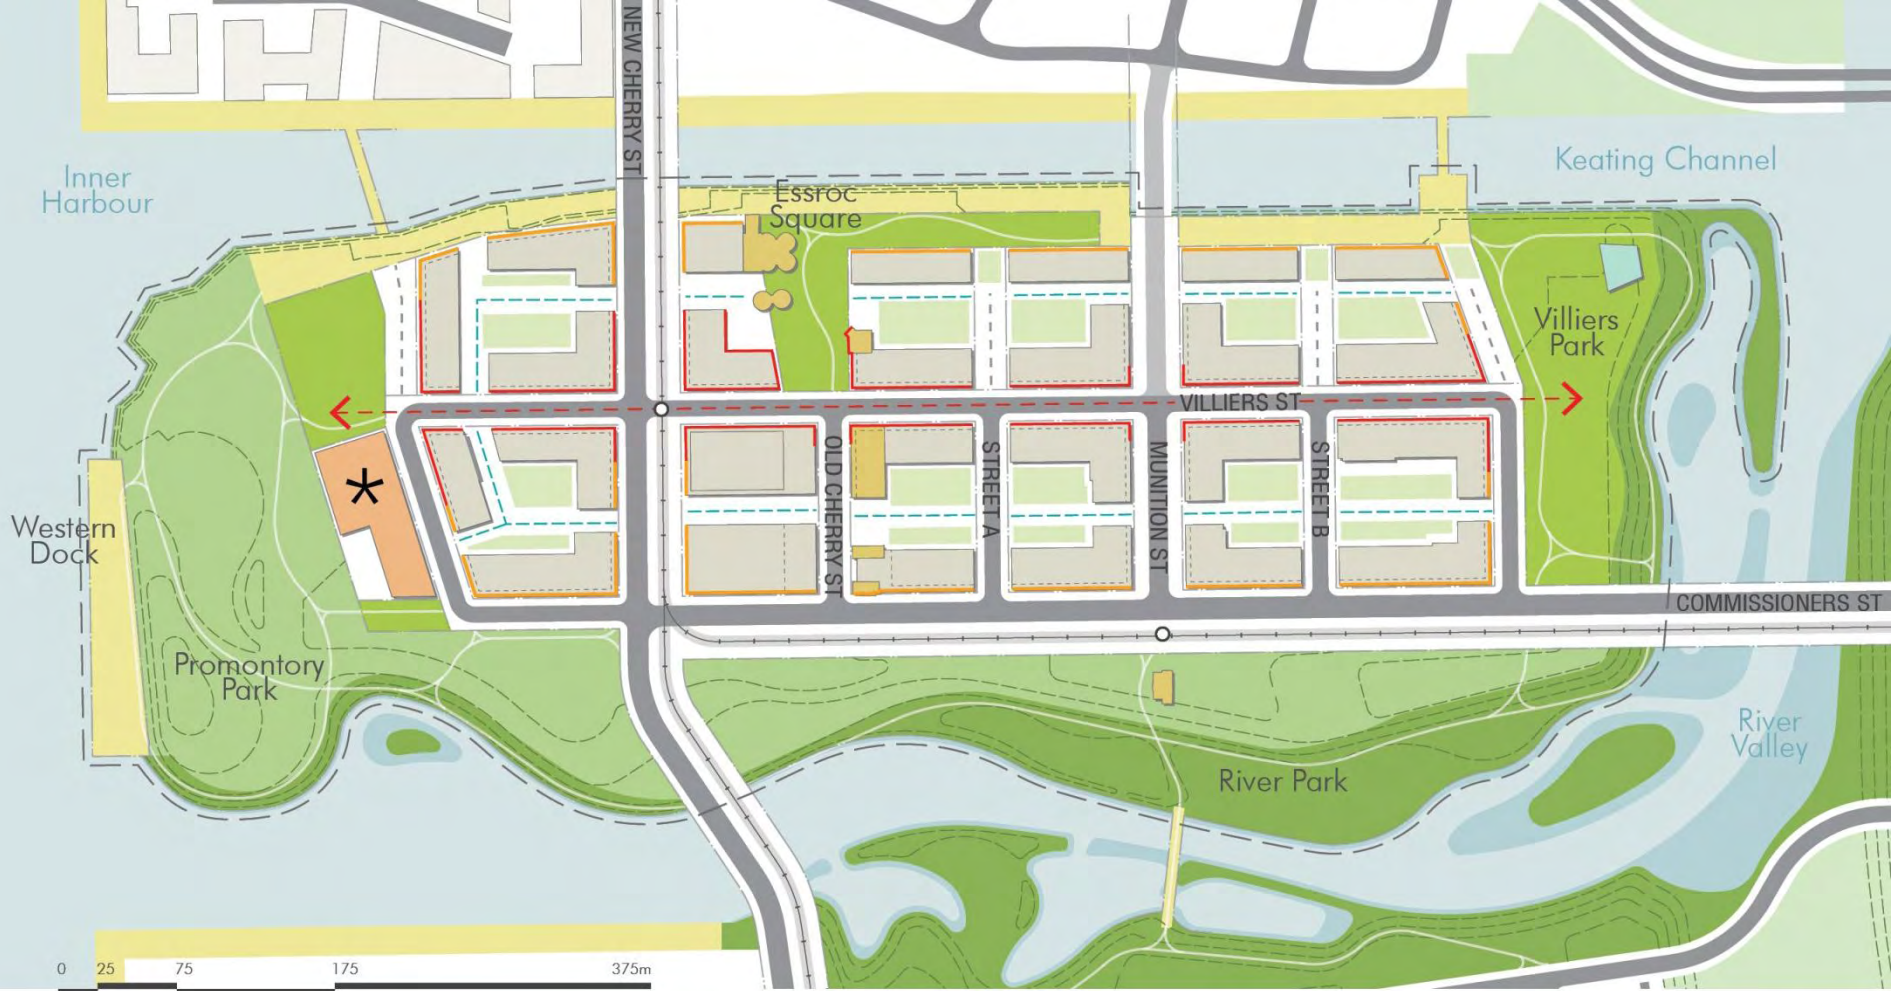 NEW CHERRY ST
Inner
Harbour
Essroc
Square
Keating Channel
Villiers
Park
VILLIERS ST
OLD CHERRY ST
STREET A
MUNITION ST
STREET B
*
Western
Dock
COMMISSIONERS ST
Promontory
Park
River
Valley
River Park
0 25 75 175 375m